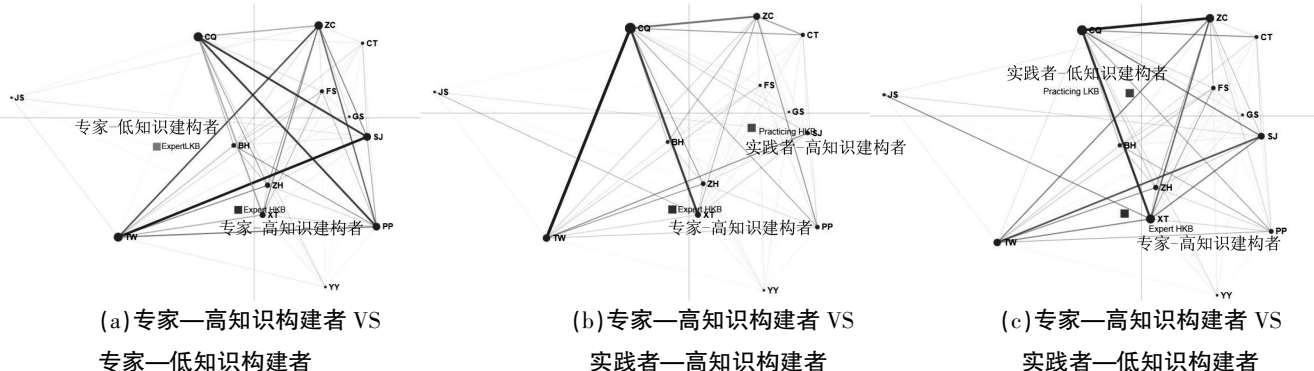 ZC
CQ
CT
FS
JS
GS
专家-低知识建构者
SJ
ExpertLKB
BH
ZH
Expert HKB
XT
专家-高知识建构者
PP
TW
YY
(a)专家—高知识构建者 VS
专家—低知识构建者
ZC
CQ
CT
FS
JS
GS
Practicing HKB
SJ
实践者-高知识建构者
BH
ZH
Expert HKB
XT
专家-高知识建构者
PP
TW
YY
(b)专家—高知识构建者 VS
实践者—高知识构建者
ZC
CQ
CT
实践者-低知识建构者
Practicing LKB
FS
JS
GS
SJ
BH
ZH
XT
Expert HKB
PP
专家-高知识建构者
TW
YY
(c)专家—高知识构建者 VS
实践者—低知识构建者